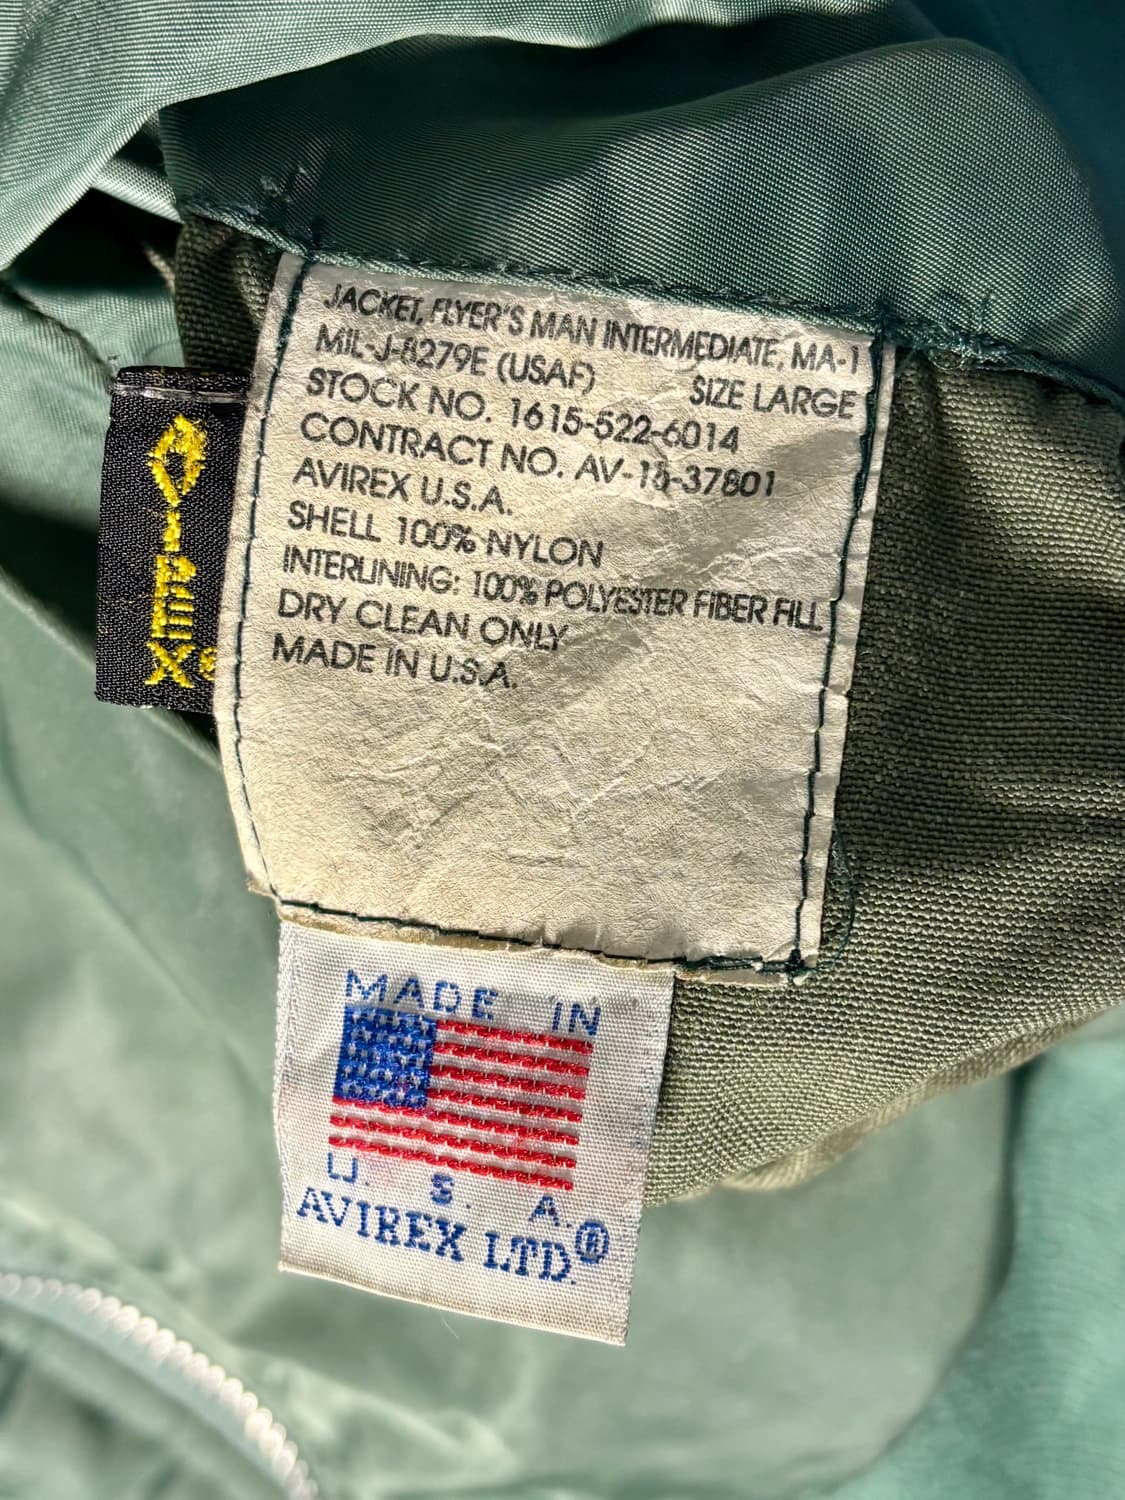 JACKET, FLYER'S MAN INTERMEDIATE, MA-1
MIL-J-8279E (USAF) SIZE LARGE
STOCK NO. 1615-522-6014
CONTRACT NO. AV-15-37801
AVIREX U.S.A.
SHELL 100% NYLON
INTERLINING: 100% POLYESTER FIBER FILL
DRY CLEAN ONLY
MADE IN U.S.A.
AVIREX
MADE IN
U. S. A.
AVIREX LTD.®